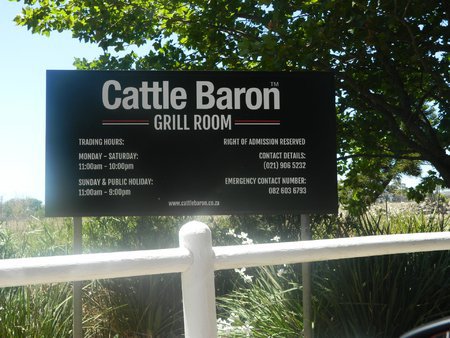 Cattle Baron™
GRILL ROOM
TRADING HOURS:
MONDAY - SATURDAY:
11:00am - 10:00pm
SUNDAY & PUBLIC HOLIDAY:
11:00am - 9:00pm
RIGHT OF ADMISSION RESERVED
CONTACT DETAILS:
(021) 906 5232
EMERGENCY CONTACT NUMBER:
082 603 6793
www.cattlebaron.co.za